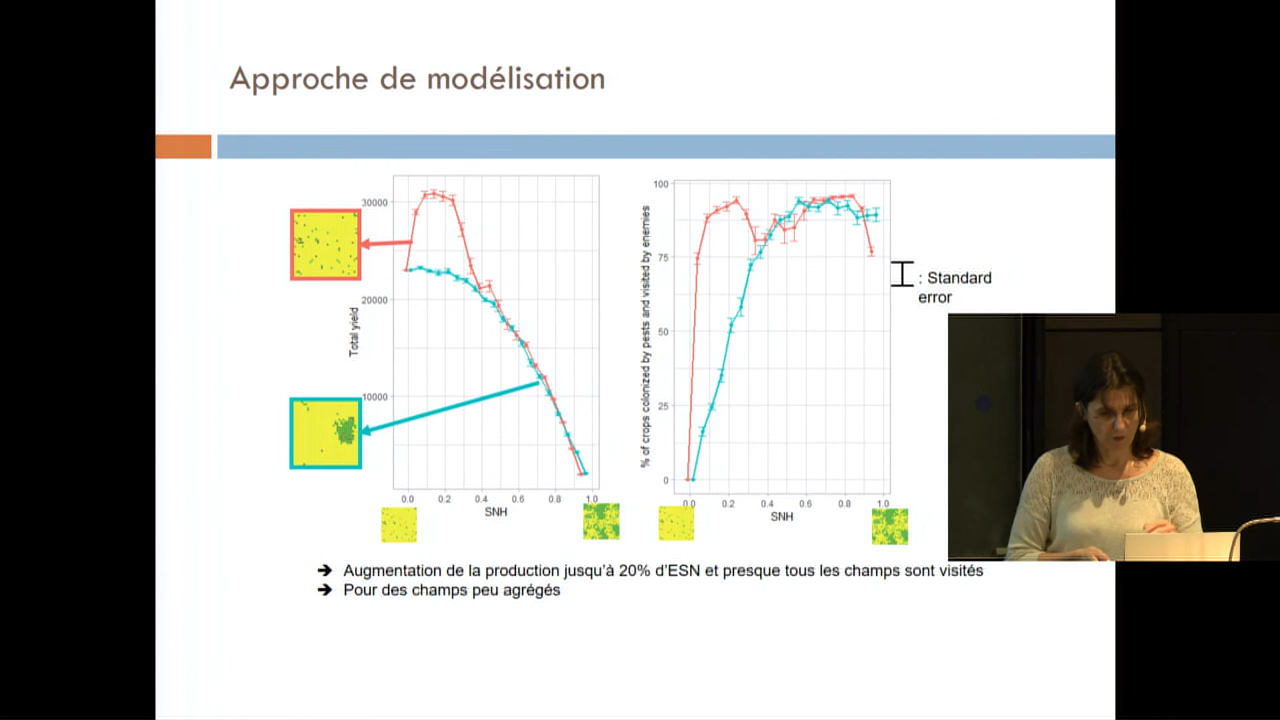 Approche de modélisation
30000
20000
10000
Total yield
0.0 0.2 0.4 0.6 0.8 1.0
SNH
100
75
50
25
0
% of crops colonized by pests and visited by enemies
0.0 0.2 0.4 0.6 0.8 1.0
SNH
: Standard
error
➔ Augmentation de la production jusqu'à 20% d'ESN et presque tous les champs sont visités
➔ Pour des champs peu agrégés